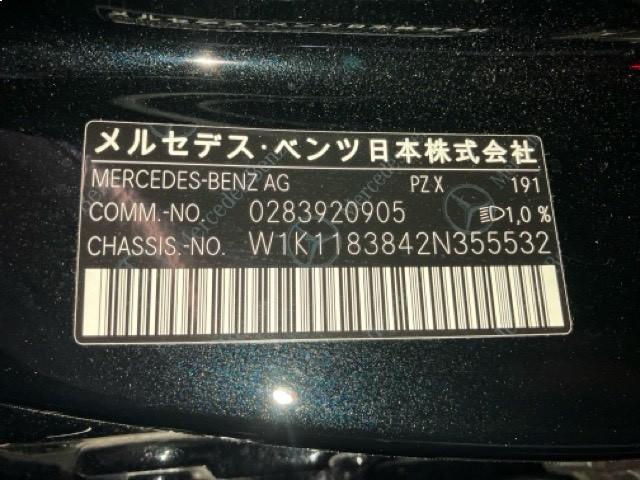 メルセデス・ベンツ日本株式会社
MERCEDES-BENZ AG PZ X 191
COMM.-NO. 0283920905 1,0 %
CHASSIS.-NO. W1K1183842N355532